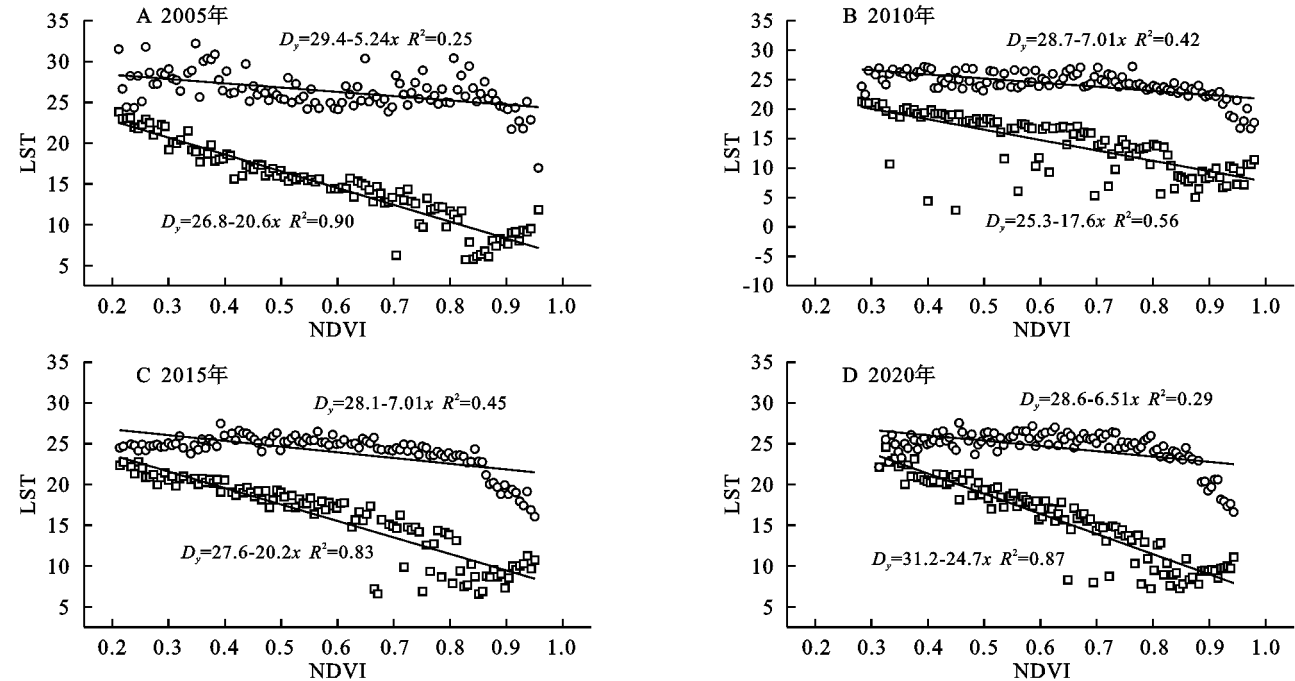 A 2005年
35
30
25
20
15
10
5
LST
D_y=29.4-5.24x R²=0.25
D_y=26.8-20.6x R²=0.90
0.2 0.3 0.4 0.5 0.6 0.7 0.8 0.9 1.0
NDVI
B 2010年
35
30
25
20
15
10
5
0
-5
-10
LST
D_y=28.7-7.01x R²=0.42
D_y=25.3-17.6x R²=0.56
0.2 0.3 0.4 0.5 0.6 0.7 0.8 0.9 1.0
NDVI
C 2015年
35
30
25
20
15
10
5
LST
D_y=28.1-7.01x R²=0.45
D_y=27.6-20.2x R²=0.83
0.2 0.3 0.4 0.5 0.6 0.7 0.8 0.9 1.0
NDVI
D 2020年
35
30
25
20
15
10
5
LST
D_y=28.6-6.51x R²=0.29
D_y=31.2-24.7x R²=0.87
0.2 0.3 0.4 0.5 0.6 0.7 0.8 0.9 1.0
NDVI